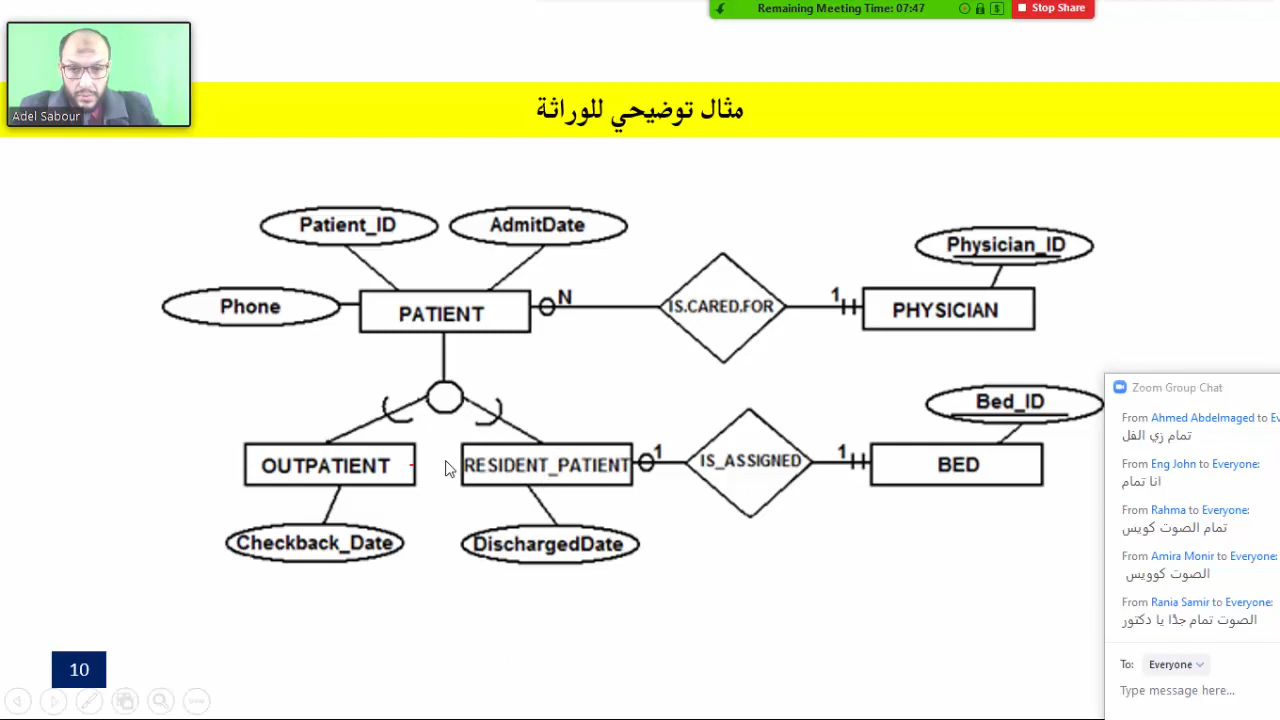 Remaining Meeting Time: 07:47
Stop Share
Adel Sabour
مثال توضيحي للوراثة
Patient_ID
AdmitDate
Physician_ID
Phone
PATIENT
N
IS.CARED.FOR
1
PHYSICIAN
Bed_ID
OUTPATIENT
RESIDENT_PATIENT
1
IS_ASSIGNED
1
BED
Checkback_Date
DischargedDate
10
Zoom Group Chat
From Ahmed Abdelmaged to Ev
تمام زي الفل
From Eng John to Everyone:
انا تمام
From Rahma to Everyone:
تمام الصوت كويس
From Amira Monir to Everyone:
الصوت كوويس
From Rania Samir to Everyone:
الصوت تمام جدًا يا دكتور
To: Everyone
Type message here...